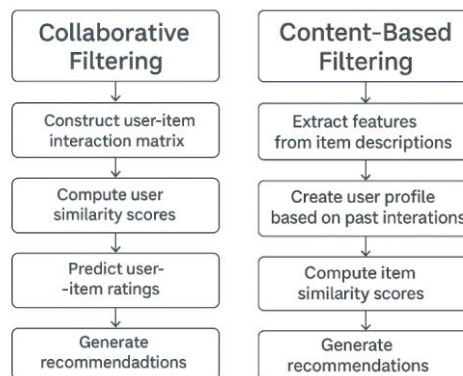 Collaborative
Filtering
Construct user-item
interaction matrix
Compute user
similarity scores
Predict user-
-item ratings
Generate
recommendadtions
Content-Based
Filtering
Extract features
from item descriptions
Create user profile
based on past interations
Compute item
similarity scores
Generate
recommendations